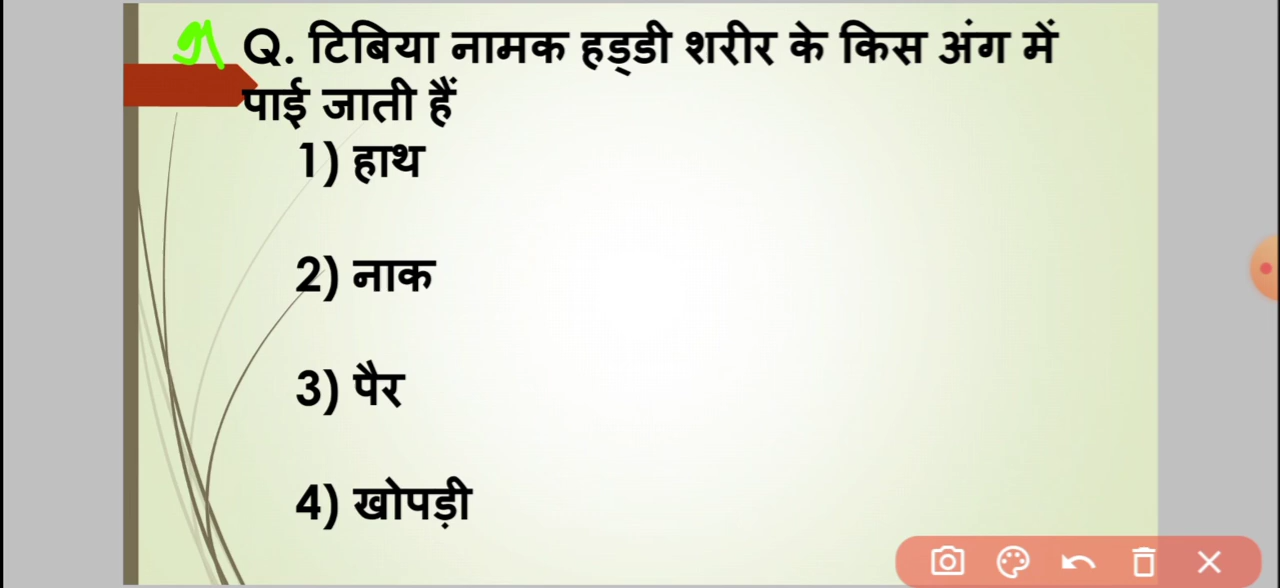 Q. टिबिया नामक हड्डी शरीर के किस अंग में
पाई जाती हैं
1) हाथ
2) नाक
3) पैर
4) खोपड़ी